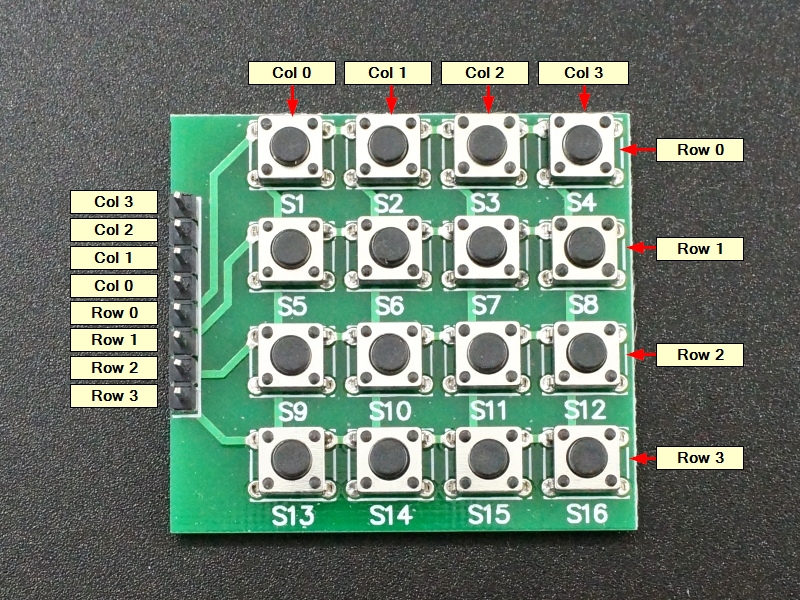 Col 0 Col 1 Col 2 Col 3
Row 0
Col 3
S1 S2 S3 S4
Col 2
Row 1
Col 1
Col 0
S5 S6 S7 S8
Row 0
Row 1
Row 2
Row 2
Row 3
S9 S10 S11 S12
Row 3
S13 S14 S15 S16